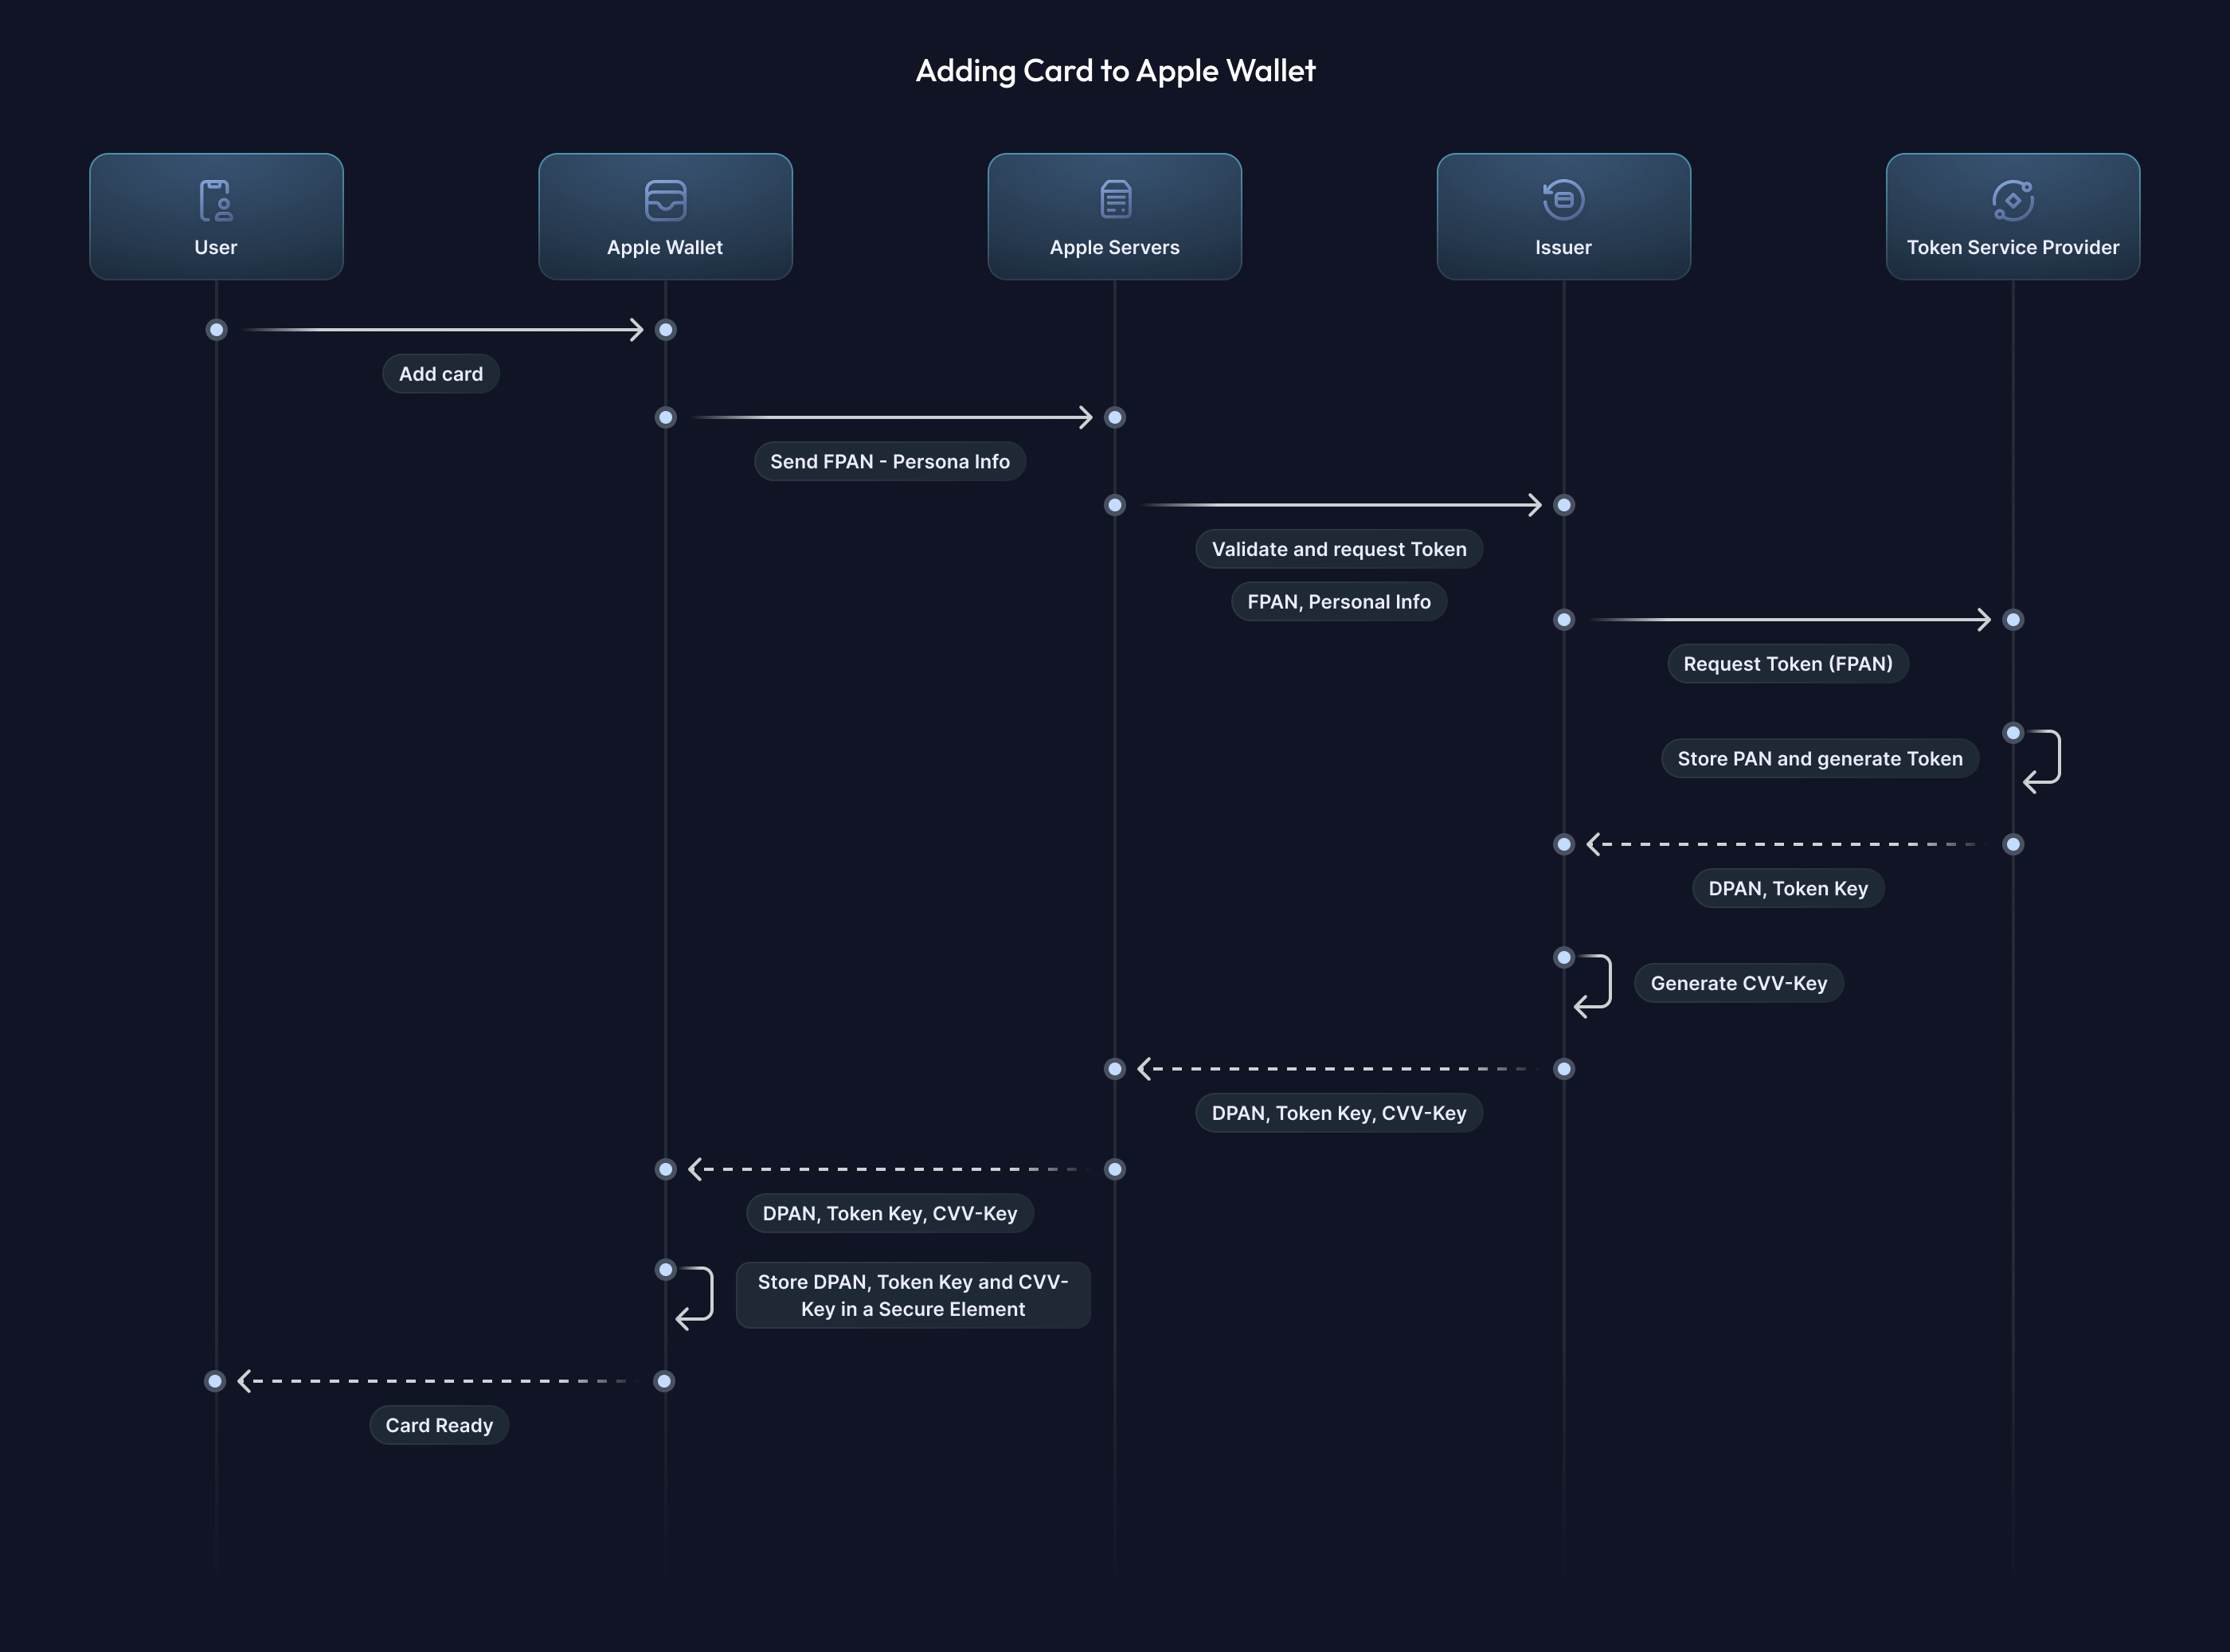 Adding Card to Apple Wallet
User
Apple Wallet
Apple Servers
Issuer
Token Service Provider
Add card
Send FPAN - Persona Info
Validate and request Token
FPAN, Personal Info
Request Token (FPAN)
Store PAN and generate Token
DPAN, Token Key
Generate CVV-Key
DPAN, Token Key, CVV-Key
DPAN, Token Key, CVV-Key
Store DPAN, Token Key and CVV-
Key in a Secure Element
Card Ready